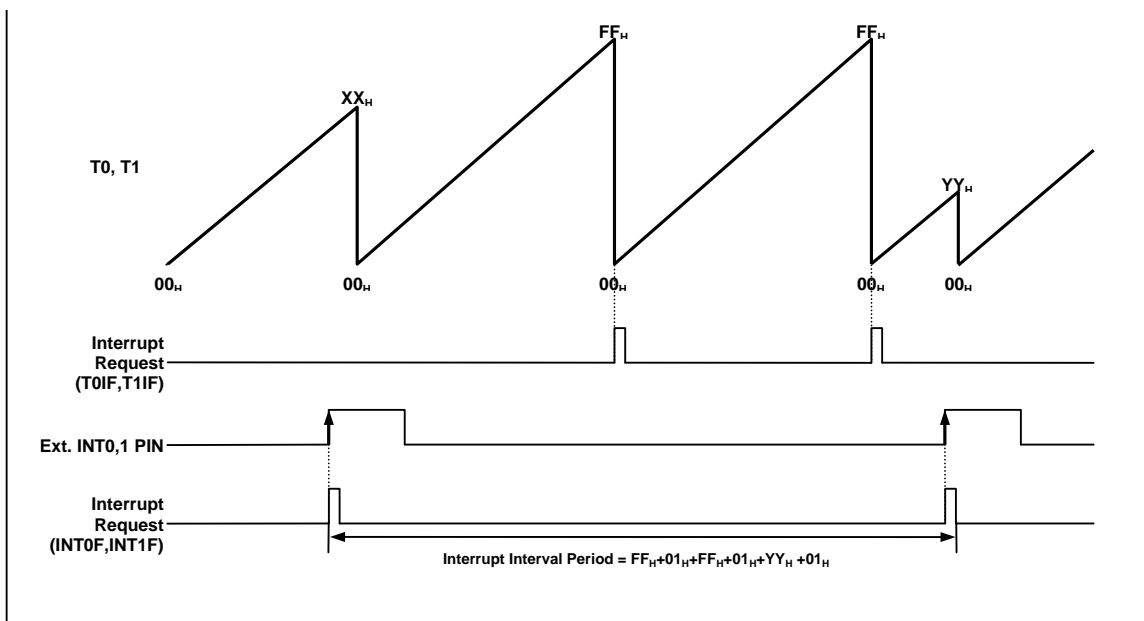 FFH FFH
XXH
T0, T1
YYH
00H 00H 00H 00H 00H
Interrupt
Request
(T0IF,T1IF)
Ext. INT0,1 PIN
Interrupt
Request
(INT0F,INT1F)
Interrupt Interval Period = FFH+01H+FFH+01H+YYH +01H